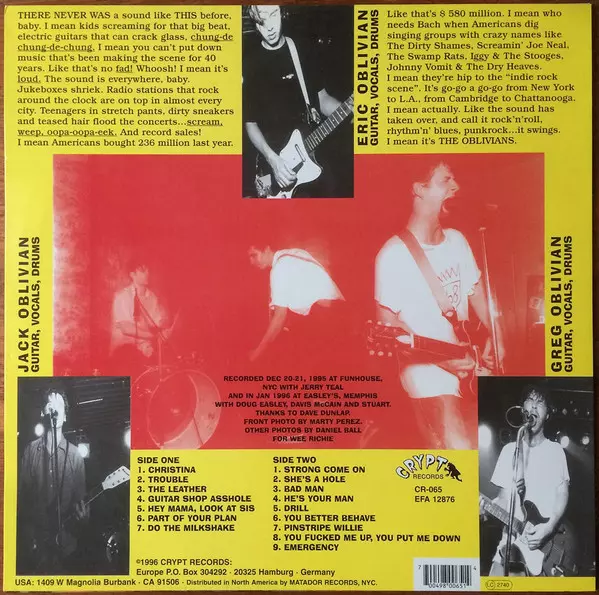 THERE NEVER WAS a sound like THIS before,
baby. I mean kids screaming for that big beat,
electric guitars that can crack glass, chung-de
chung-de-chung. I mean you can't put down
music that's been making the scene for 40
years. Like that's no fad! Whoosh! I mean it's
loud. The sound is everywhere, baby.
Jukeboxes shriek. Radio stations that rock
around the clock are on top in almost every
city. Teenagers in stretch pants, dirty sneakers
and teased hair flood the concerts...scream,
weep, oopa-oopa-eek. And record sales!
I mean Americans bought 236 million last year.
ERIC OBLIVIAN
GUITAR, VOCALS, DRUMS
Like that's $ 580 million. I mean who
needs Bach when Americans dig
singing groups with crazy names like
The Dirty Shames, Screamin' Joe Neal,
The Swamp Rats, Iggy & The Stooges,
Johnny Vomit & The Dry Heaves.
I mean they're hip to the "indie rock
scene". It's go-go a go-go from New York
to L.A., from Cambridge to Chattanooga.
I mean actually. Like the sound has
taken over, and call it rock'n'roll,
rhythm'n' blues, punkrock...it swings.
I mean it's THE OBLIVIANS.
JACK OBLIVIAN
GUITAR, VOCALS, DRUMS
GREG OBLIVIAN
GUITAR, VOCALS, DRUMS
RECORDED DEC 20-21, 1995 AT FUNHOUSE,
NYC WITH JERRY TEAL
AND IN JAN 1996 AT EASLEY'S, MEMPHIS
WITH DOUG EASLEY, DAVIS McCAIN AND STUART.
THANKS TO DAVE DUNLAP.
FRONT PHOTO BY MARTY PEREZ.
OTHER PHOTOS BY DANIEL BALL
FOR WEE RICHIE
SIDE ONE
1. CHRISTINA
2. TROUBLE
3. THE LEATHER
4. GUITAR SHOP ASSHOLE
5. HEY MAMA, LOOK AT SIS
6. PART OF YOUR PLAN
7. DO THE MILKSHAKE
SIDE TWO
1. STRONG COME ON
2. SHE'S A HOLE
3. BAD MAN
4. HE'S YOUR MAN
5. DRILL
6. YOU BETTER BEHAVE
7. PINSTRIPE WILLIE
8. YOU FUCKED ME UP, YOU PUT ME DOWN
9. EMERGENCY
CRYPT
RECORDS
CR-065
EFA 12876
©1996 CRYPT RECORDS:
Europe P.O. Box 304292 · 20325 Hamburg · Germany
USA: 1409 W Magnolia Burbank · CA 91506 · Distributed in North America by MATADOR RECORDS, NYC.
7 00498 00651 4
LC 2740